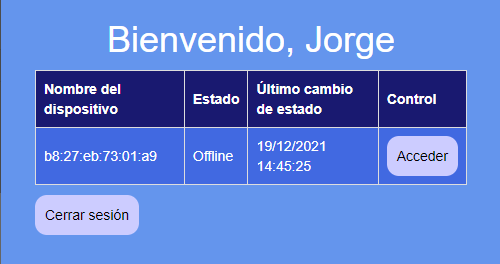 Bienvenido, Jorge
Nombre del dispositivo Estado Último cambio de estado Control
b8:27:eb:73:01:a9 Offline 19/12/2021 14:45:25 Acceder
Cerrar sesión